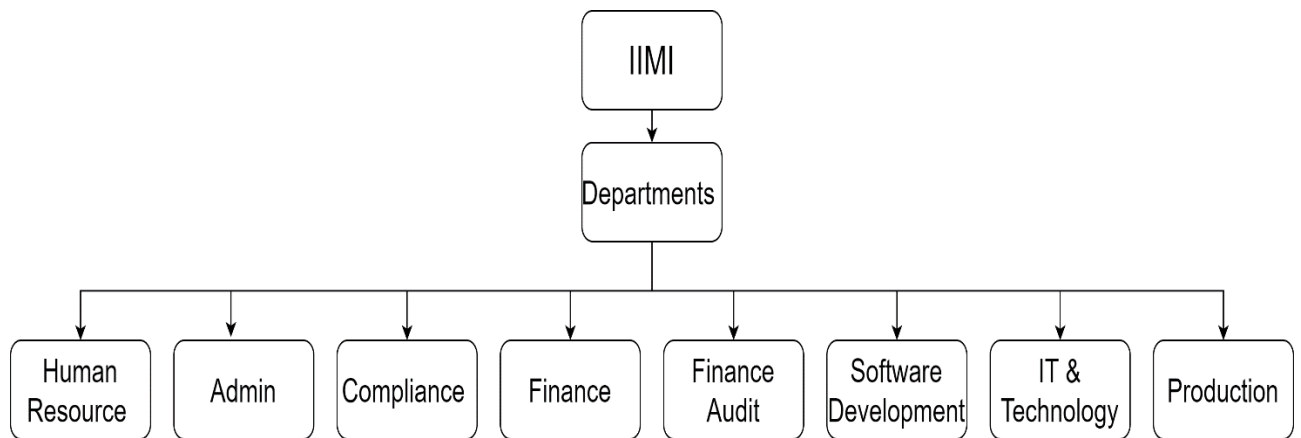 IIMI
Departments
Human
Resource
Admin
Compliance
Finance
Finance
Audit
Software
Development
IT &
Technology
Production